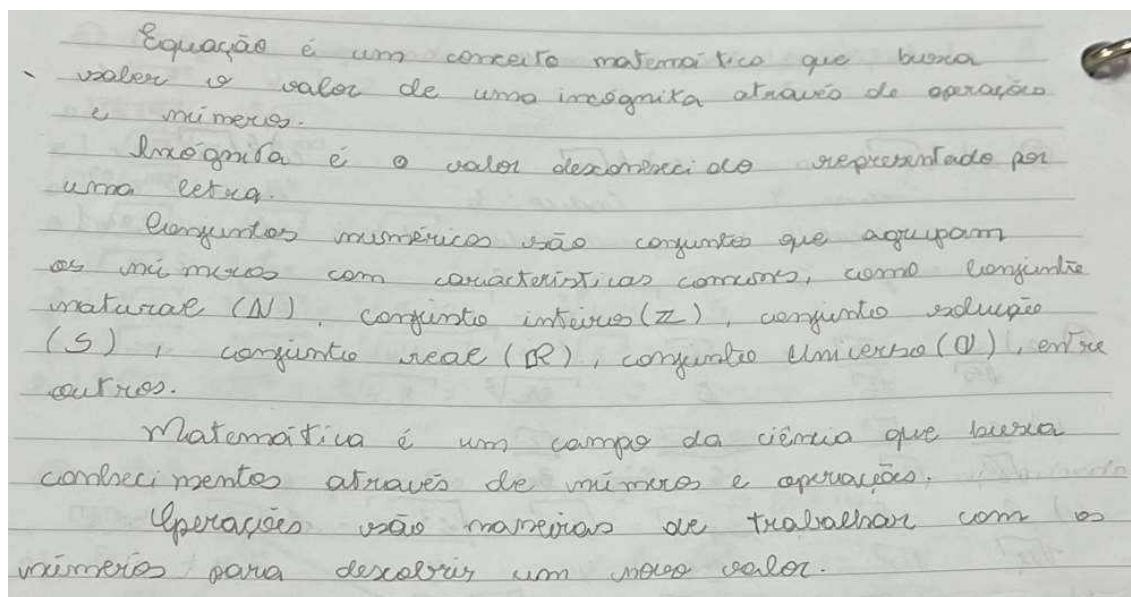 Equação é um conceito matemático que busca
saber o valor de uma incógnita através de operações
e números.
Incógnita é o valor desconhecido representado por
uma letra.
Conjuntos numéricos são conjuntos que agrupam
os números com características comuns, como conjunto
natural (N), conjunto inteiros (Z), conjunto solução
(S), conjunto real (R), conjunto Universo (U), entre
outros.
Matemática é um campo da ciência que busca
conhecimentos através de números e operações.
Operações são maneiras de trabalhar com os
números para descobrir um novo valor.